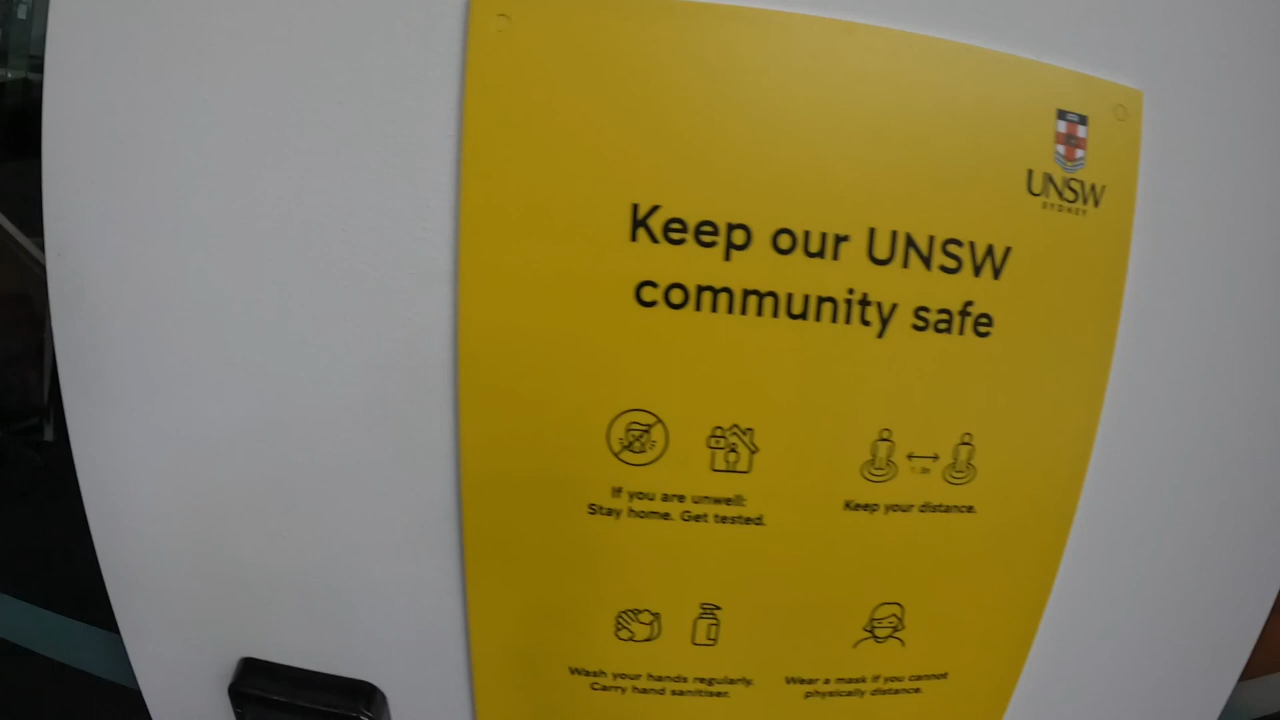 UNSW
SYDNEY
Keep our UNSW
community safe
If you are unwell:
Stay home. Get tested.
Keep your distance.
Wash your hands regularly.
Carry hand sanitiser.
Wear a mask if you cannot
physically distance.